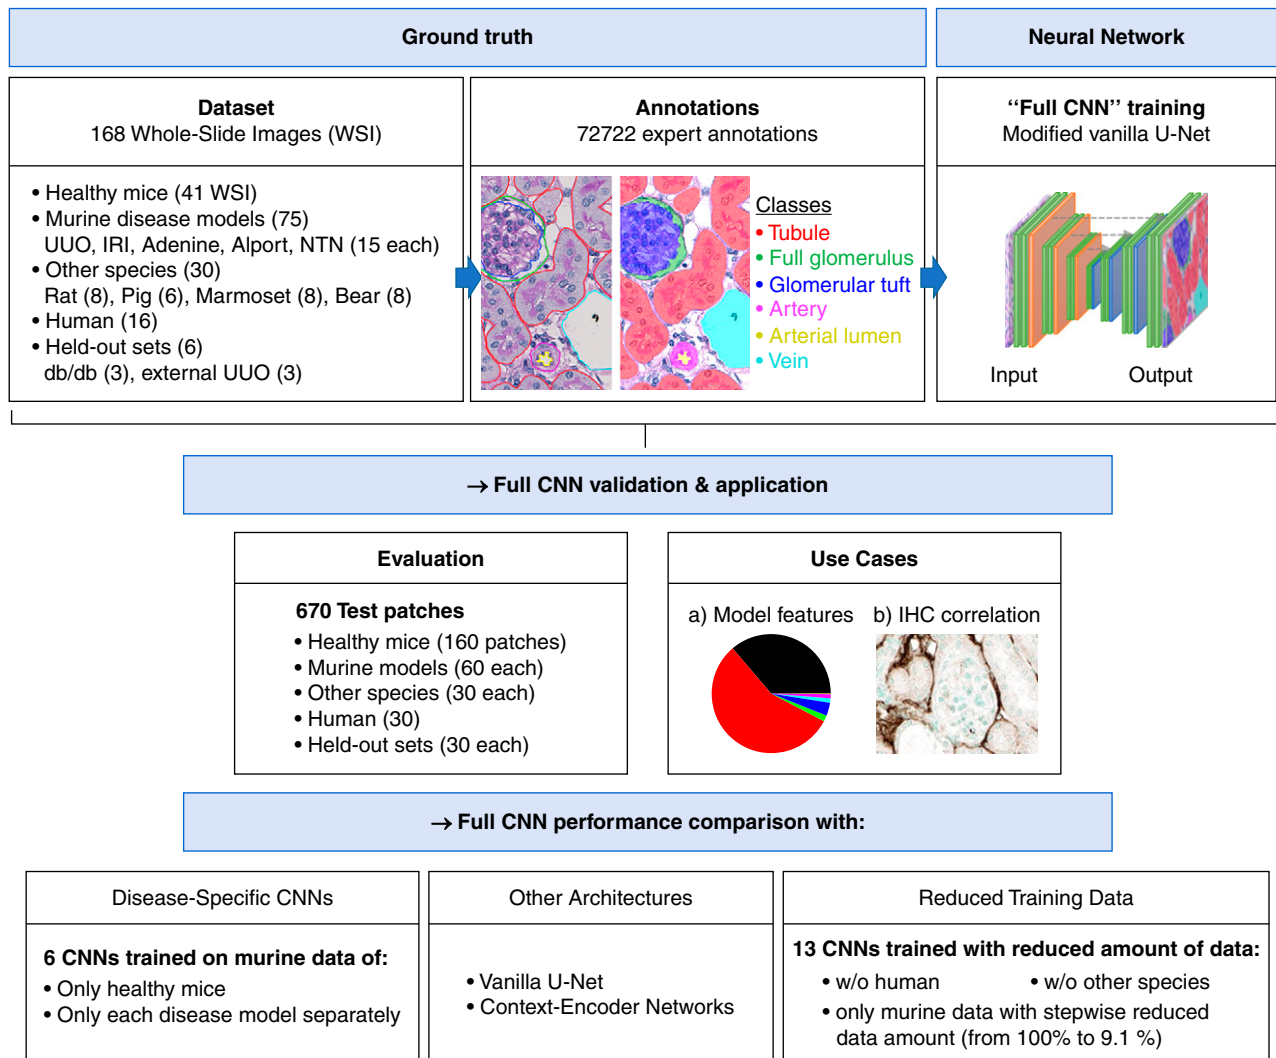 Ground truth
Neural Network
Dataset
168 Whole-Slide Images (WSI)
• Healthy mice (41 WSI)
• Murine disease models (75)
UUO, IRI, Adenine, Alport, NTN (15 each)
• Other species (30)
Rat (8), Pig (6), Marmoset (8), Bear (8)
• Human (16)
• Held-out sets (6)
db/db (3), external UUO (3)
Annotations
72722 expert annotations
Classes
• Tubule
• Full glomerulus
• Glomerular tuft
• Artery
• Arterial lumen
• Vein
“Full CNN” training
Modified vanilla U-Net
Input
Output
→ Full CNN validation & application
Evaluation
670 Test patches
• Healthy mice (160 patches)
• Murine models (60 each)
• Other species (30 each)
• Human (30)
• Held-out sets (30 each)
Use Cases
a) Model features
b) IHC correlation
→ Full CNN performance comparison with:
Disease-Specific CNNs
6 CNNs trained on murine data of:
• Only healthy mice
• Only each disease model separately
Other Architectures
• Vanilla U-Net
• Context-Encoder Networks
Reduced Training Data
13 CNNs trained with reduced amount of data:
• w/o human
• w/o other species
• only murine data with stepwise reduced
data amount (from 100% to 9.1 %)